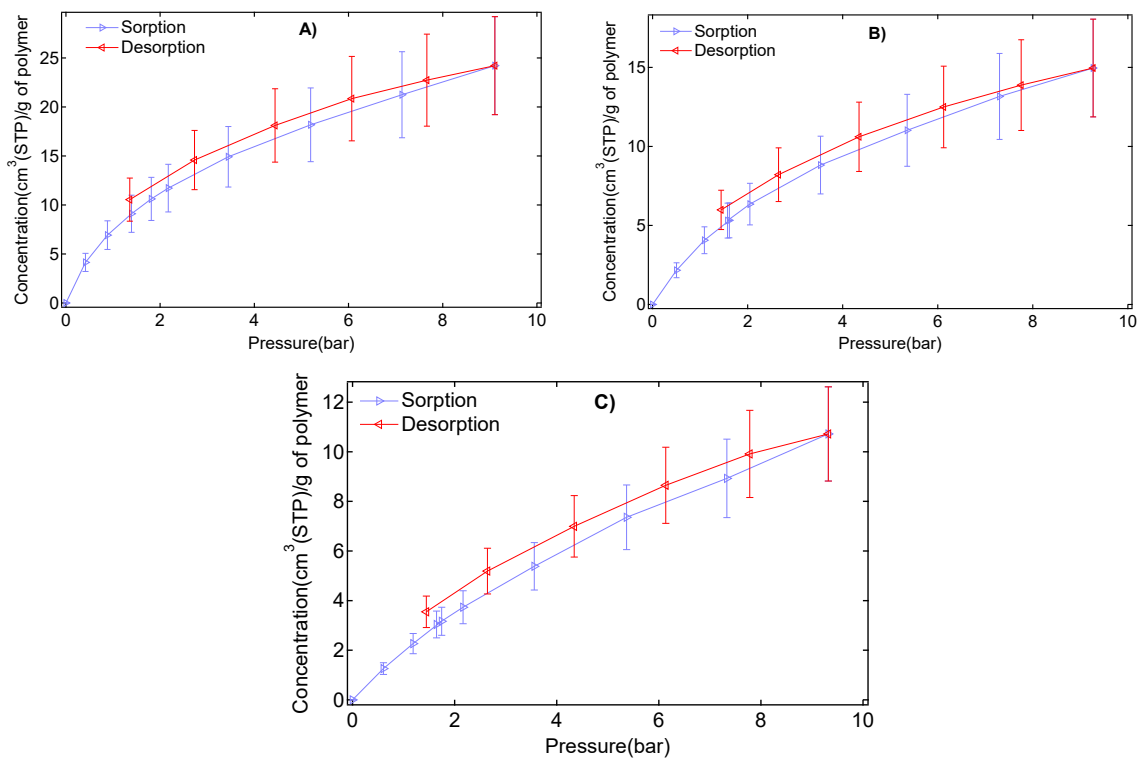 A)
Sorption
Desorption
Concentration(cm³(STP)/g of polymer
30
25
20
15
10
5
0
0 2 4 6 8 10
Pressure(bar)
B)
Sorption
Desorption
Concentration(cm³(STP)/g of polymer
15
10
5
0
0 2 4 6 8 10
Pressure(bar)
C)
Sorption
Desorption
Concentration(cm³(STP)/g of polymer
12
10
8
6
4
2
0
0 2 4 6 8 10
Pressure(bar)